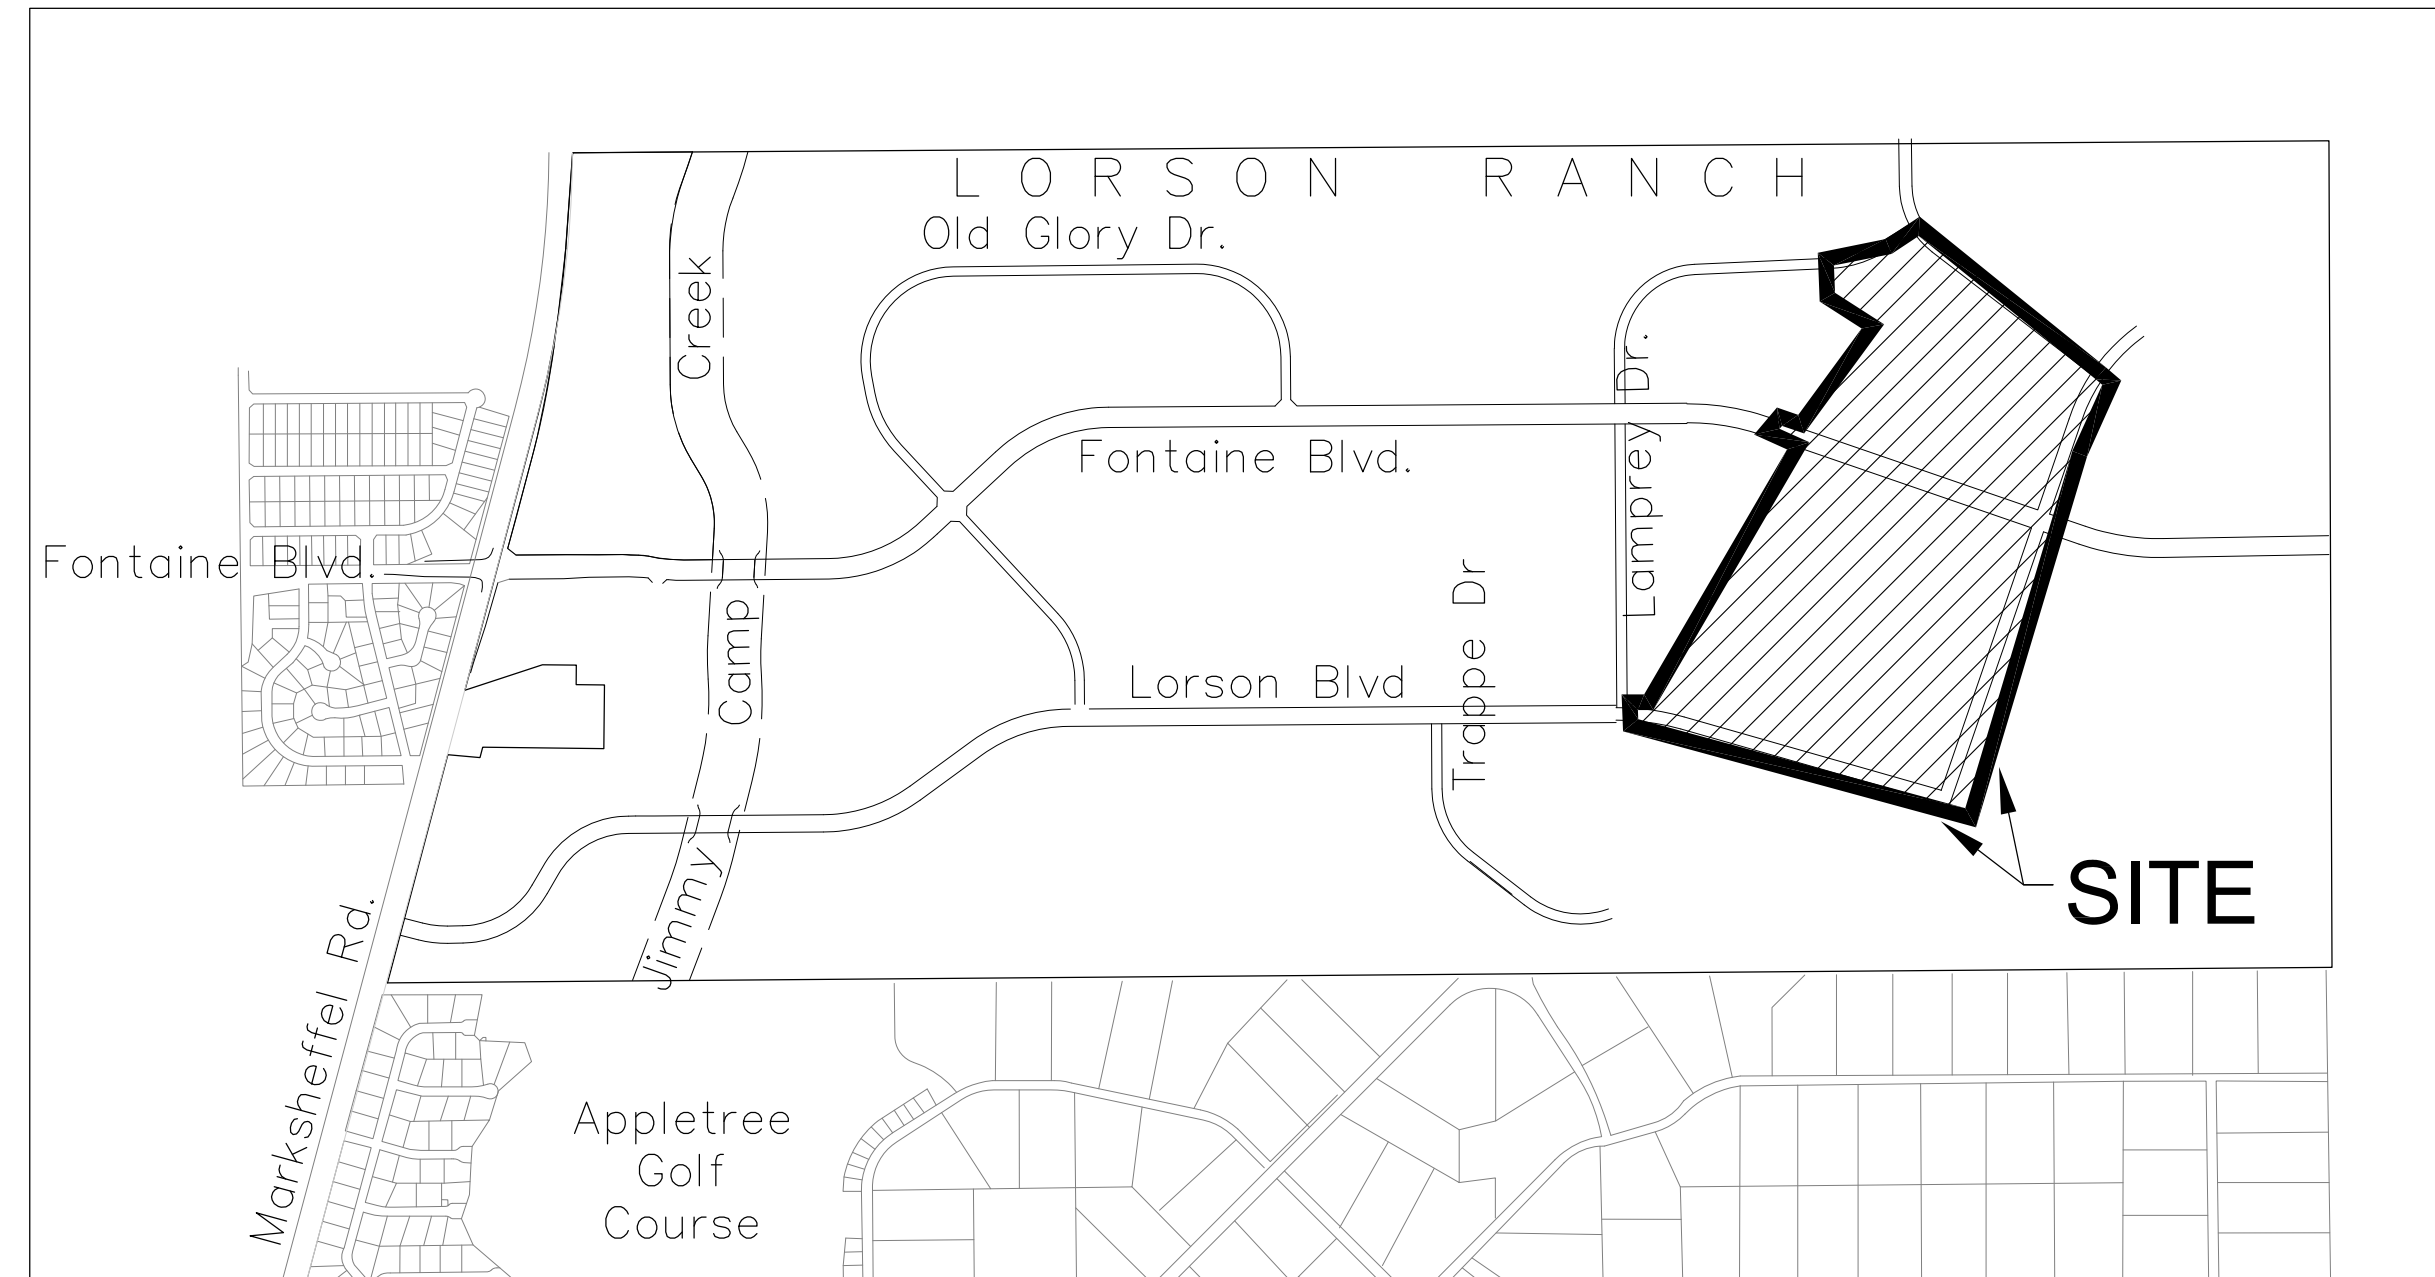 LORSON RANCH
Old Glory Dr.
Creek
Lamprey Dr.
Fontaine Blvd.
Fontaine Blvd.
Trappe Dr
Camp
Lorson Blvd
Jimmy
SITE
Marksheffel Rd.
Appletree
Golf
Course